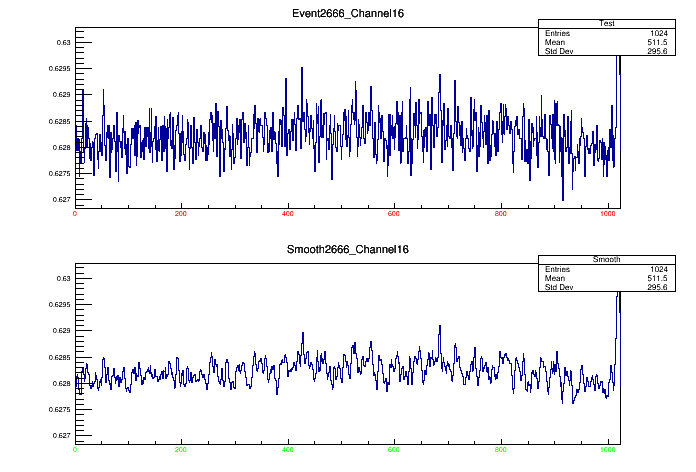 Event2666_Channel16
Test
Entries 1024
Mean 511.5
Std Dev 295.6
0.63
0.6295
0.629
0.6285
0.628
0.6275
0.627
0 200 400 600 800 1000
Smooth2666_Channel16
Smooth
Entries 1024
Mean 511.5
Std Dev 295.6
0.63
0.6295
0.629
0.6285
0.628
0.6275
0.627
0 200 400 600 800 1000